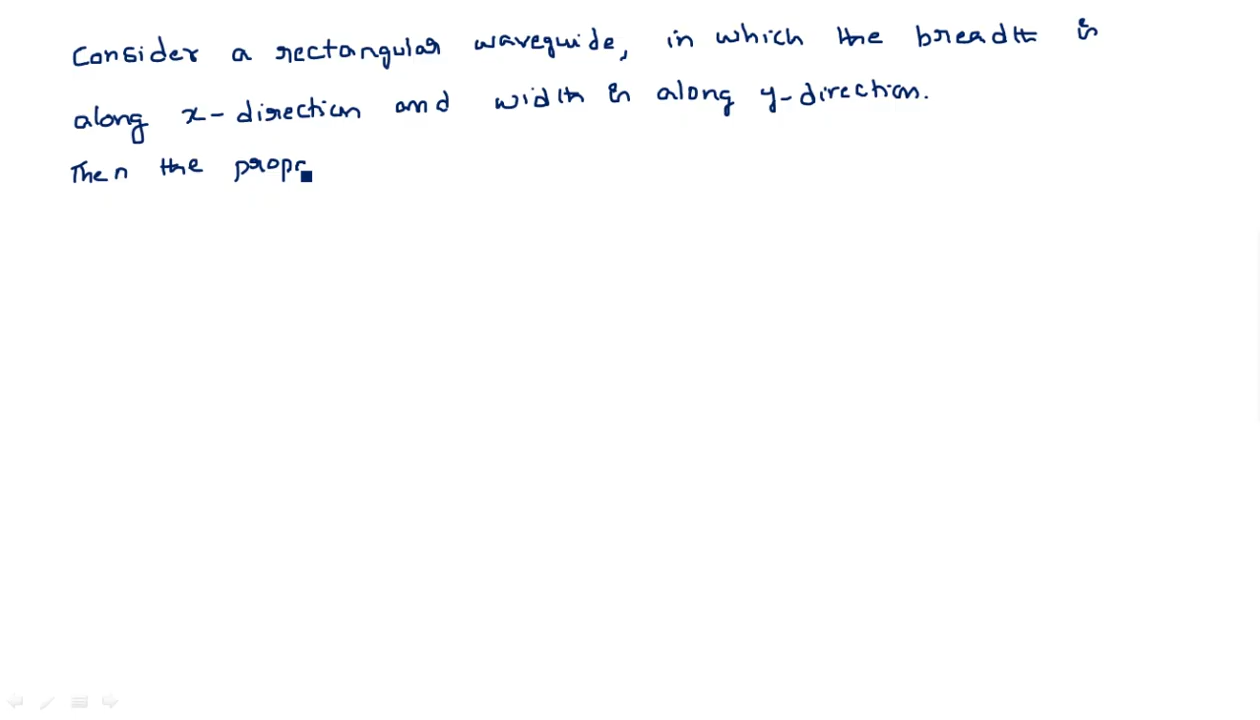 Consider a rectangular waveguide, in which the breadth is
along x-direction and width is along y-direction.
Then the propr